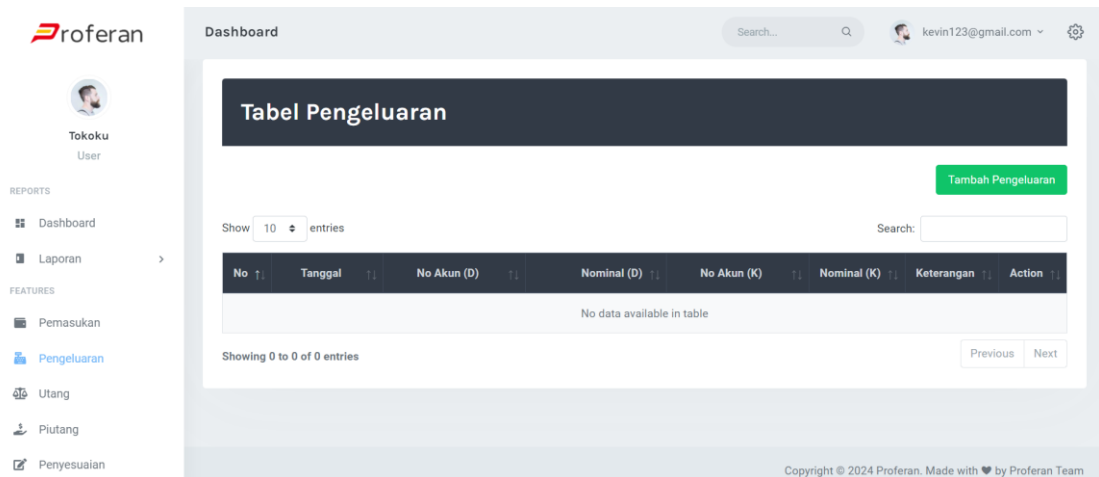 Proferan
Tokoku
User
REPORTS
Dashboard
Laporan
FEATURES
Pemasukan
Pengeluaran
Utang
Piutang
Penyesuaian
Dashboard
Search...
kevin123@gmail.com
Tabel Pengeluaran
Tambah Pengeluaran
Show 10 entries
Search:
No Tanggal No Akun (D) Nominal (D) No Akun (K) Nominal (K) Keterangan Action
No data available in table
Showing 0 to 0 of 0 entries
Previous Next
Copyright © 2024 Proferan. Made with ♥ by Proferan Team